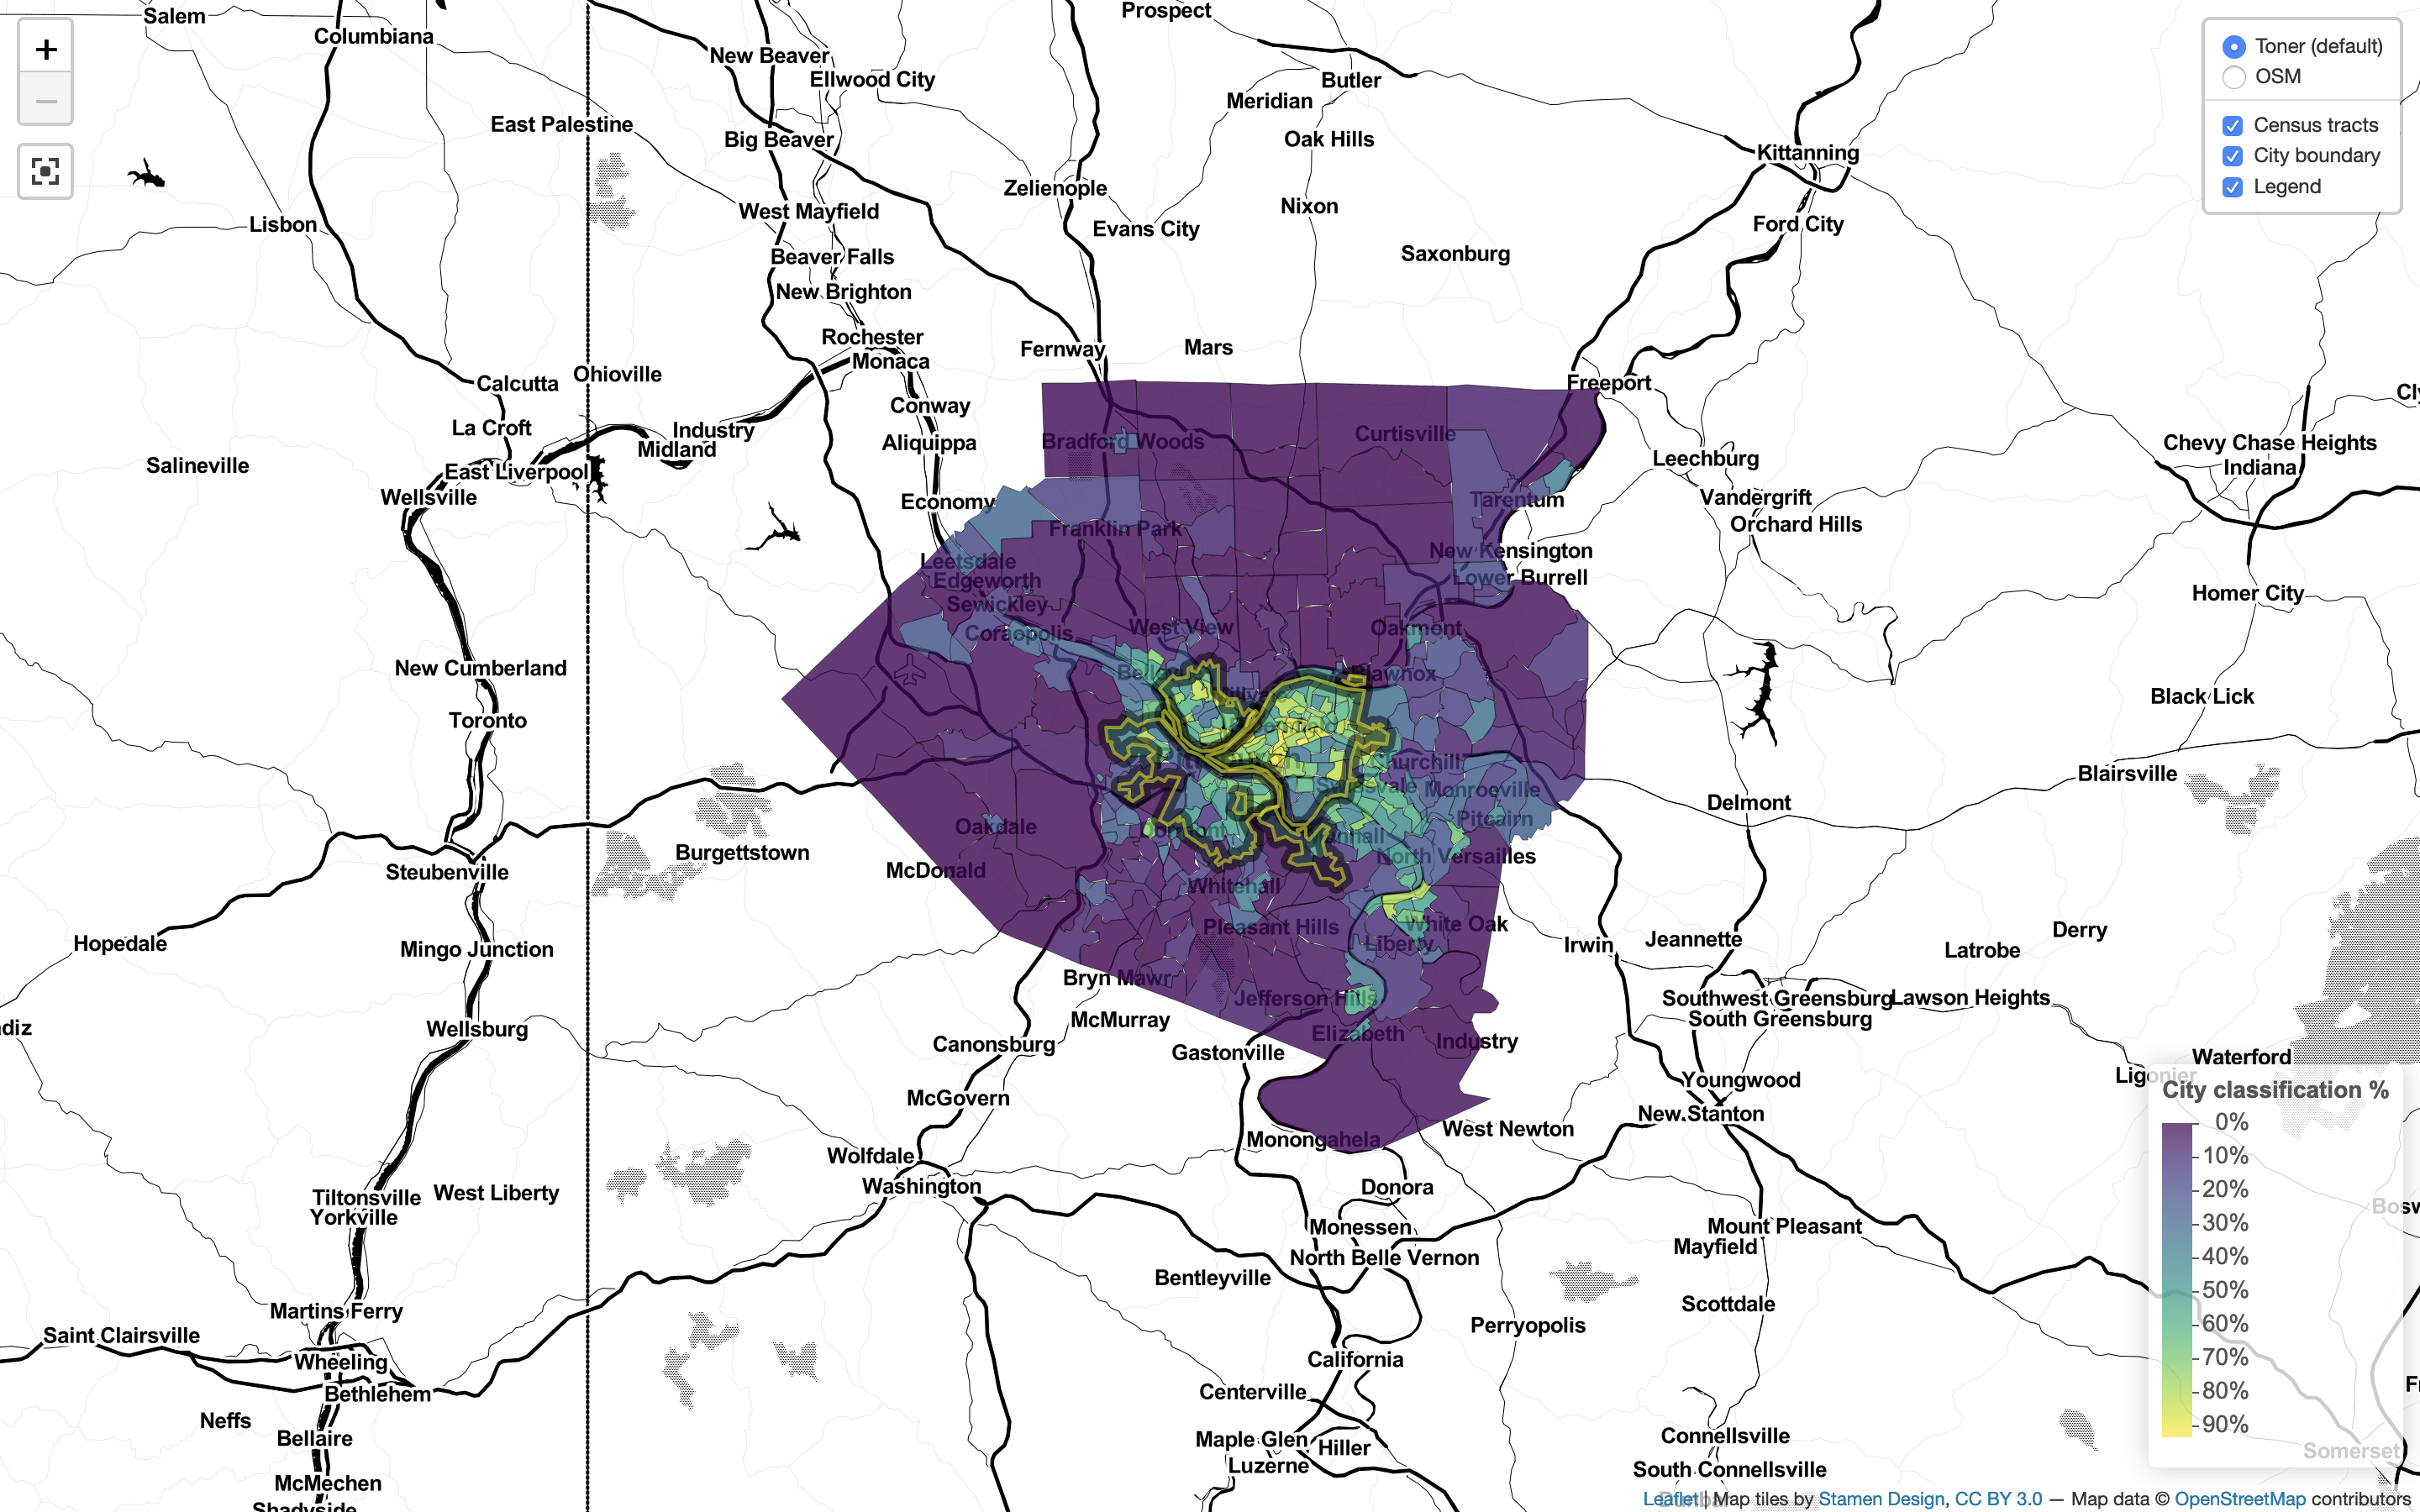 Salem
Columbiana
Prospect
New Beaver
Ellwood City
Butler
Meridian
East Palestine
Big Beaver
Oak Hills
Kittanning
Zelienople
West Mayfield
Nixon
Lisbon
Evans City
Ford City
Beaver Falls
Saxonburg
New Brighton
Rochester
Fernway
Mars
Monaca
Calcutta
Ohioville
Freeport
Conway
La Croft
Industry
Midland
Aliquippa
Bradford Woods
Curtisville
Chevy Chase Heights
Indiana
Salineville
East Liverpool
Leechburg
Wellsville
Economy
Tarentum
Vandergrift
Orchard Hills
Franklin Park
New Kensington
Leetsdale
Edgeworth
Lower Burrell
Homer City
Sewickley
Coraopolis
West View
Oakmont
New Cumberland
Black Lick
Toronto
Churchill
Blairsville
Monroeville
Delmont
Pitcairn
Oakdale
Burgettstown
McDonald
North Versailles
Steubenville
Whitehall
Hopedale
Pleasant Hills
White Oak
Derry
Mingo Junction
Liberty
Irwin
Jeannette
Latrobe
Bryn Mawr
Jefferson Hills
Southwest Greensburg
Lawson Heights
South Greensburg
McMurray
Wellsburg
Elizabeth
Industry
Canonsburg
Gastonville
Waterford
Ligonier
Youngwood
McGovern
New Stanton
West Newton
Monongahela
Wolfdale
Washington
Donora
Tiltonsville
West Liberty
Yorkville
Monessen
Mount Pleasant
Mayfield
North Belle Vernon
Bentleyville
Scottdale
Martins Ferry
Perryopolis
Saint Clairsville
Wheeling
California
Bethlehem
Centerville
Neffs
Bellaire
Maple Glen
Hiller
Luzerne
Connellsville
South Connellsville
McMechen
Shadyside
Somerset
+
−
Toner (default)
OSM
Census tracts
City boundary
Legend
City classification %
0%
10%
20%
30%
40%
50%
60%
70%
80%
90%
Leaflet | Map tiles by Stamen Design, CC BY 3.0 — Map data © OpenStreetMap contributors